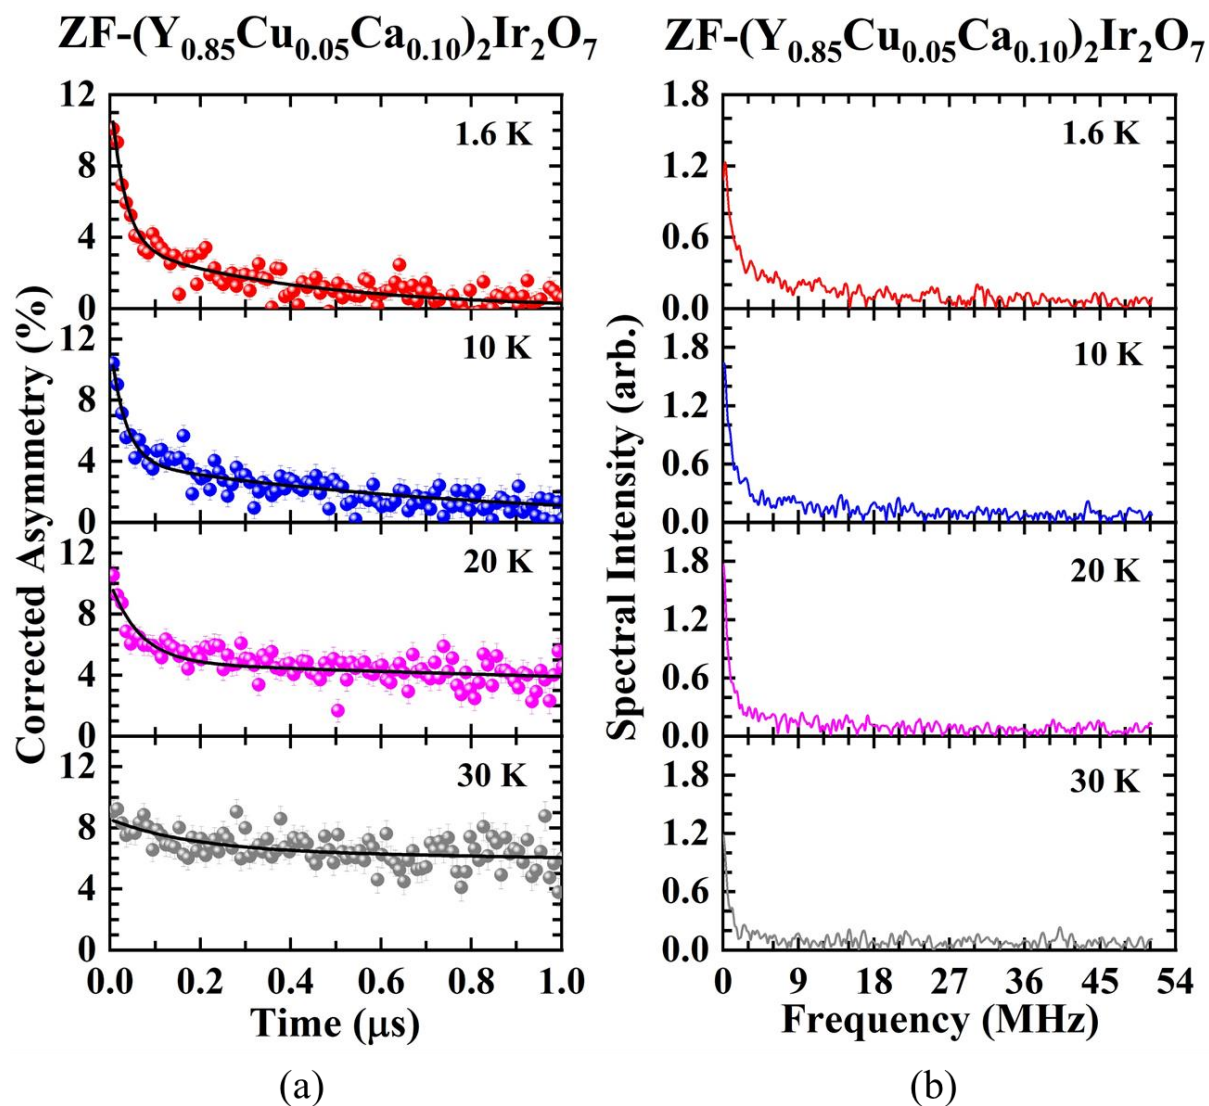 ZF-(Y0.85Cu0.05Ca0.10)2Ir2O7
12
8
4
0
1.6 K
12
8
4
0
10 K
12
8
4
0
20 K
12
8
4
0
30 K
0.0 0.2 0.4 0.6 0.8 1.0
Corrected Asymmetry (%)
Time (μs)
(a)
ZF-(Y0.85Cu0.05Ca0.10)2Ir2O7
1.8
1.2
0.6
0.0
1.6 K
1.8
1.2
0.6
0.0
10 K
1.8
1.2
0.6
0.0
20 K
1.8
1.2
0.6
0.0
30 K
0 9 18 27 36 45 54
Spectral Intensity (arb.)
Frequency (MHz)
(b)